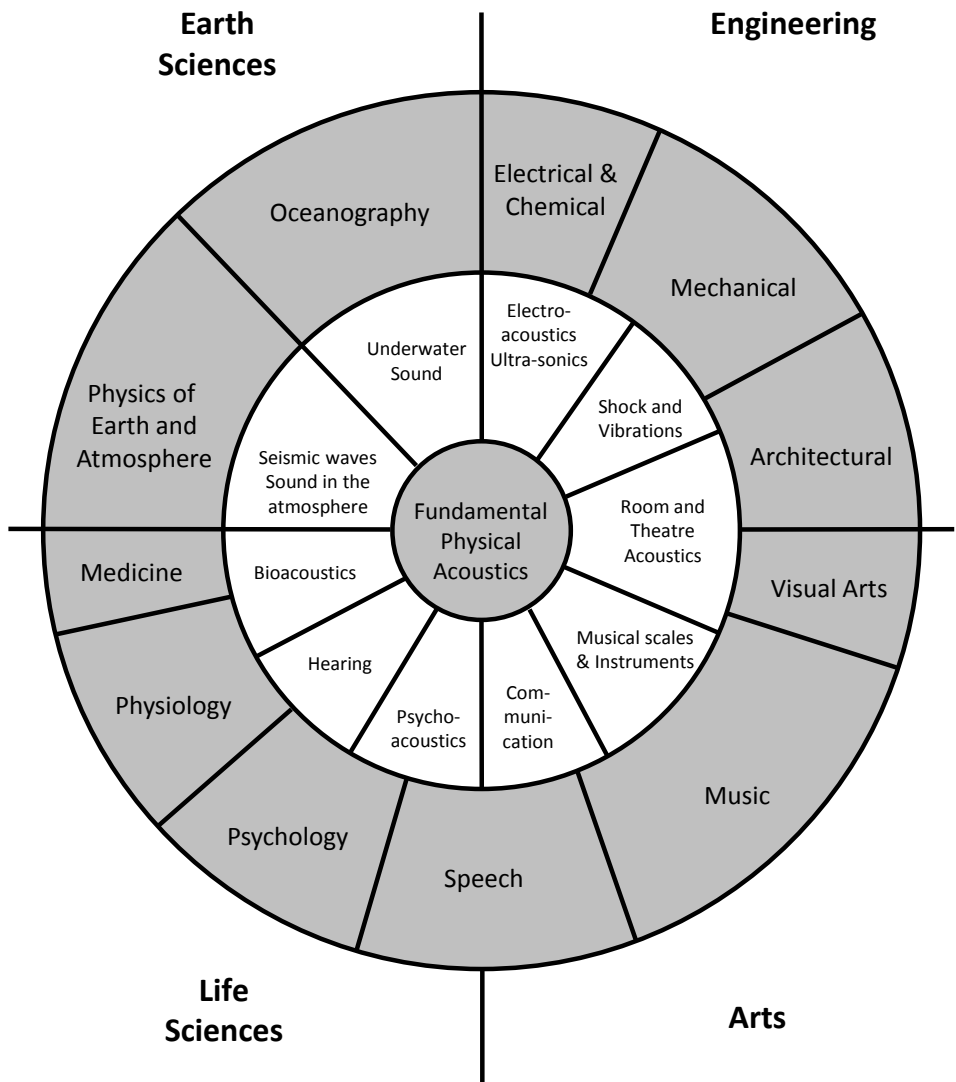 Earth
Sciences
Engineering
Electrical &
Chemical
Oceanography
Mechanical
Electro-
acoustics
Ultra-sonics
Underwater
Sound
Physics of
Earth and
Atmosphere
Shock and
Vibrations
Architectural
Seismic waves
Sound in the
atmosphere
Fundamental
Physical
Acoustics
Room and
Theatre
Acoustics
Medicine
Bioacoustics
Visual Arts
Musical scales
& Instruments
Hearing
Physiology
Psycho-
acoustics
Com-
muni-
cation
Music
Psychology
Speech
Life
Sciences
Arts